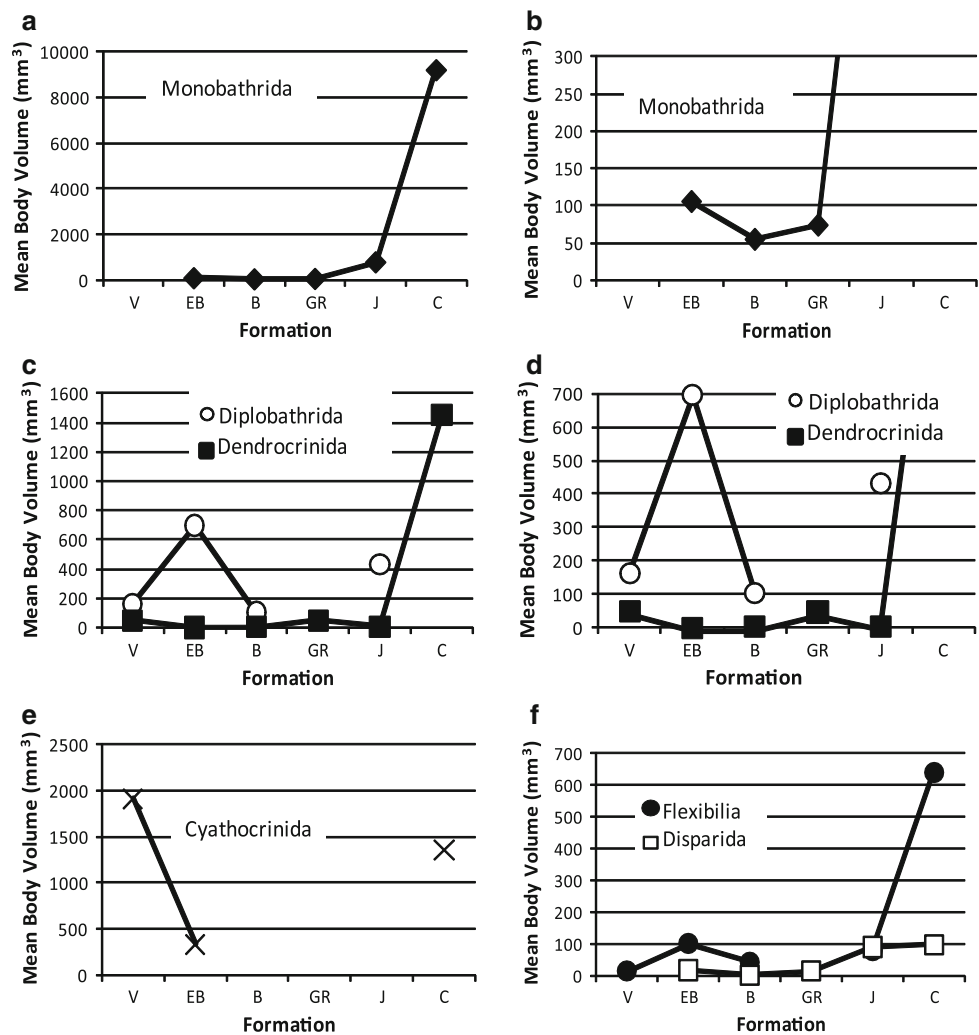 a
Mean Body Volume (mm³)
10000
8000
6000
4000
2000
0
Monobathrida
V EB B GR J C
Formation
b
Mean Body Volume (mm³)
300
250
200
150
100
50
0
Monobathrida
V EB B GR J C
Formation
c
Mean Body Volume (mm³)
1600
1400
1200
1000
800
600
400
200
0
Diplobathrida
Dendrocrinida
V EB B GR J C
Formation
d
Mean Body Volume (mm³)
700
600
500
400
300
200
100
0
Diplobathrida
Dendrocrinida
V EB B GR J C
Formation
e
Mean Body Volume (mm³)
2500
2000
1500
1000
500
0
Cyathocrinida
V EB B GR J C
Formation
f
Mean Body Volume (mm³)
700
600
500
400
300
200
100
0
Flexibilia
Disparida
V EB B GR J C
Formation